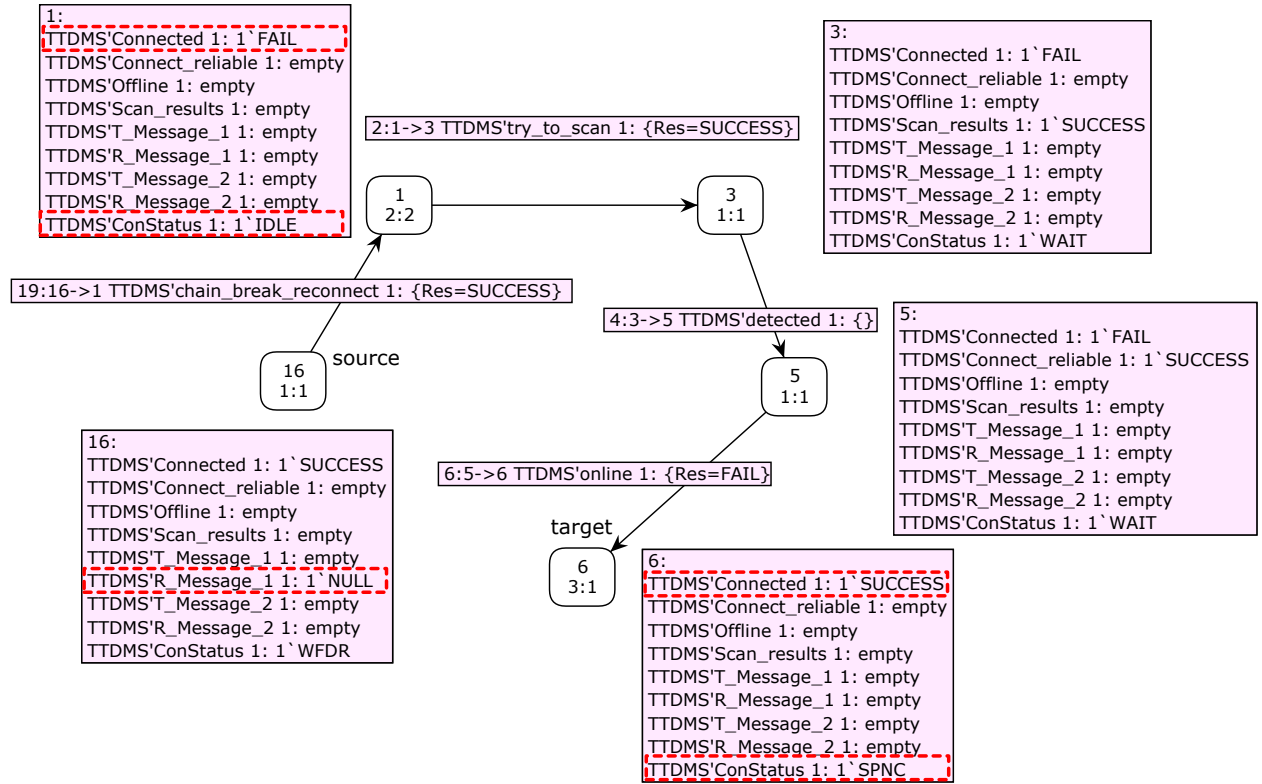 1:
TTDMS'Connected 1: 1`FAIL
TTDMS'Connect_reliable 1: empty
TTDMS'Offline 1: empty
TTDMS'Scan_results 1: empty
TTDMS'T_Message_1 1: empty
TTDMS'R_Message_1 1: empty
TTDMS'T_Message_2 1: empty
TTDMS'R_Message_2 1: empty
TTDMS'ConStatus 1: 1`IDLE
2:1->3 TTDMS'try_to_scan 1: {Res=SUCCESS}
3:
TTDMS'Connected 1: 1`FAIL
TTDMS'Connect_reliable 1: empty
TTDMS'Offline 1: empty
TTDMS'Scan_results 1: 1`SUCCESS
TTDMS'T_Message_1 1: empty
TTDMS'R_Message_1 1: empty
TTDMS'T_Message_2 1: empty
TTDMS'R_Message_2 1: empty
TTDMS'ConStatus 1: 1`WAIT
1
2:2
3
1:1
19:16->1 TTDMS'chain_break_reconnect 1: {Res=SUCCESS}
4:3->5 TTDMS'detected 1: {}
source
16
1:1
5
1:1
5:
TTDMS'Connected 1: 1`FAIL
TTDMS'Connect_reliable 1: 1`SUCCESS
TTDMS'Offline 1: empty
TTDMS'Scan_results 1: empty
TTDMS'T_Message_1 1: empty
TTDMS'R_Message_1 1: empty
TTDMS'T_Message_2 1: empty
TTDMS'R_Message_2 1: empty
TTDMS'ConStatus 1: 1`WAIT
16:
TTDMS'Connected 1: 1`SUCCESS
TTDMS'Connect_reliable 1: empty
TTDMS'Offline 1: empty
TTDMS'Scan_results 1: empty
TTDMS'T_Message_1 1: empty
TTDMS'R_Message_1 1: 1`NULL
TTDMS'T_Message_2 1: empty
TTDMS'R_Message_2 1: empty
TTDMS'ConStatus 1: 1`WFDR
6:5->6 TTDMS'online 1: {Res=FAIL}
target
6
3:1
6:
TTDMS'Connected 1: 1`SUCCESS
TTDMS'Connect_reliable 1: empty
TTDMS'Offline 1: empty
TTDMS'Scan_results 1: empty
TTDMS'T_Message_1 1: empty
TTDMS'R_Message_1 1: empty
TTDMS'T_Message_2 1: empty
TTDMS'R_Message_2 1: empty
TTDMS'ConStatus 1: 1`SPNC